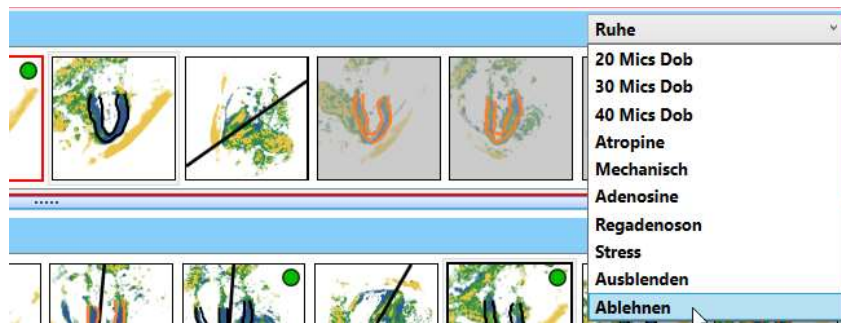 Ruhe
20 Mics Dob
30 Mics Dob
40 Mics Dob
Atropine
Mechanisch
Adenosine
Regadenoson
Stress
Ausblenden
Ablehnen